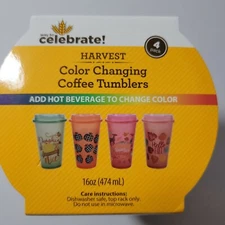 celebrate!
4
pack
HARVEST
Color Changing
Coffee Tumblers
ADD HOT BEVERAGE TO CHANGE COLOR
16oz (474 mL)
Care instructions:
Dishwasher safe, top rack only.
Do not use in microwave.